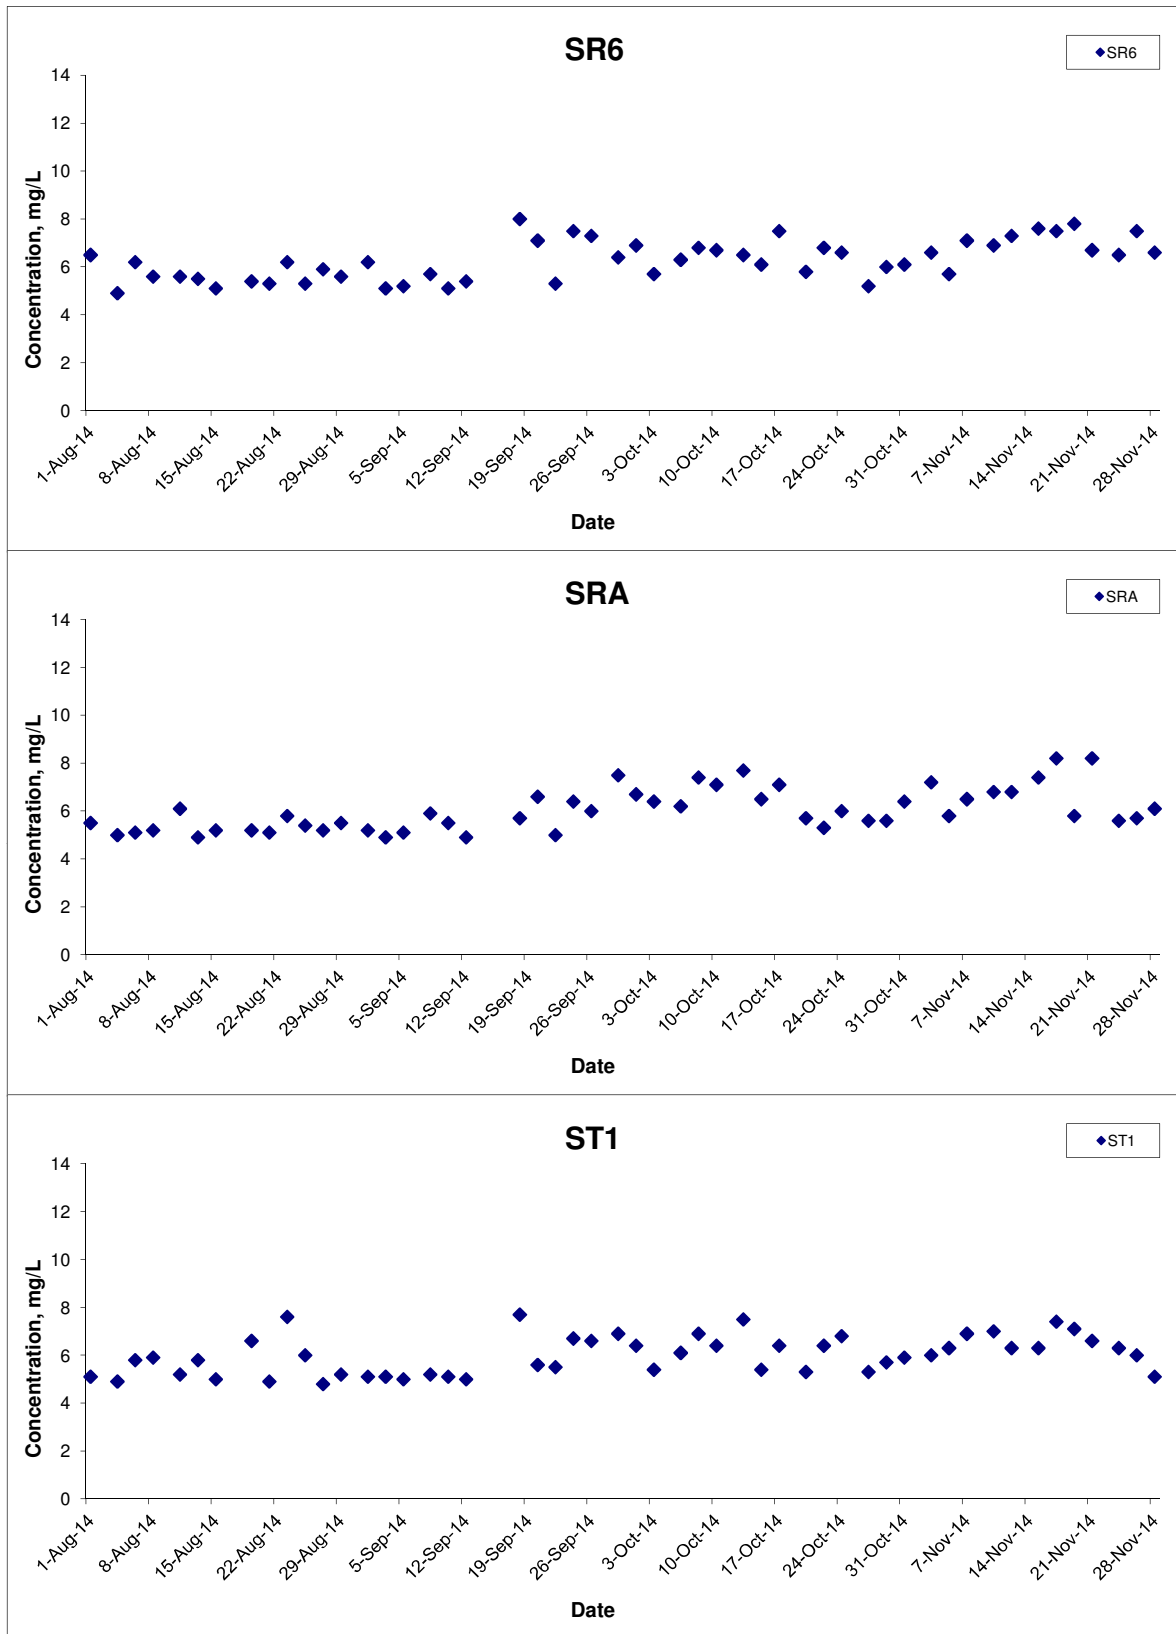 SR6
SR6
14
12
10
8
6
4
2
0
Concentration, mg/L
1-Aug-14
8-Aug-14
15-Aug-14
22-Aug-14
29-Aug-14
5-Sep-14
12-Sep-14
19-Sep-14
26-Sep-14
3-Oct-14
10-Oct-14
17-Oct-14
24-Oct-14
31-Oct-14
7-Nov-14
14-Nov-14
21-Nov-14
28-Nov-14
Date
SRA
SRA
14
12
10
8
6
4
2
0
Concentration, mg/L
1-Aug-14
8-Aug-14
15-Aug-14
22-Aug-14
29-Aug-14
5-Sep-14
12-Sep-14
19-Sep-14
26-Sep-14
3-Oct-14
10-Oct-14
17-Oct-14
24-Oct-14
31-Oct-14
7-Nov-14
14-Nov-14
21-Nov-14
28-Nov-14
Date
ST1
ST1
14
12
10
8
6
4
2
0
Concentration, mg/L
1-Aug-14
8-Aug-14
15-Aug-14
22-Aug-14
29-Aug-14
5-Sep-14
12-Sep-14
19-Sep-14
26-Sep-14
3-Oct-14
10-Oct-14
17-Oct-14
24-Oct-14
31-Oct-14
7-Nov-14
14-Nov-14
21-Nov-14
28-Nov-14
Date